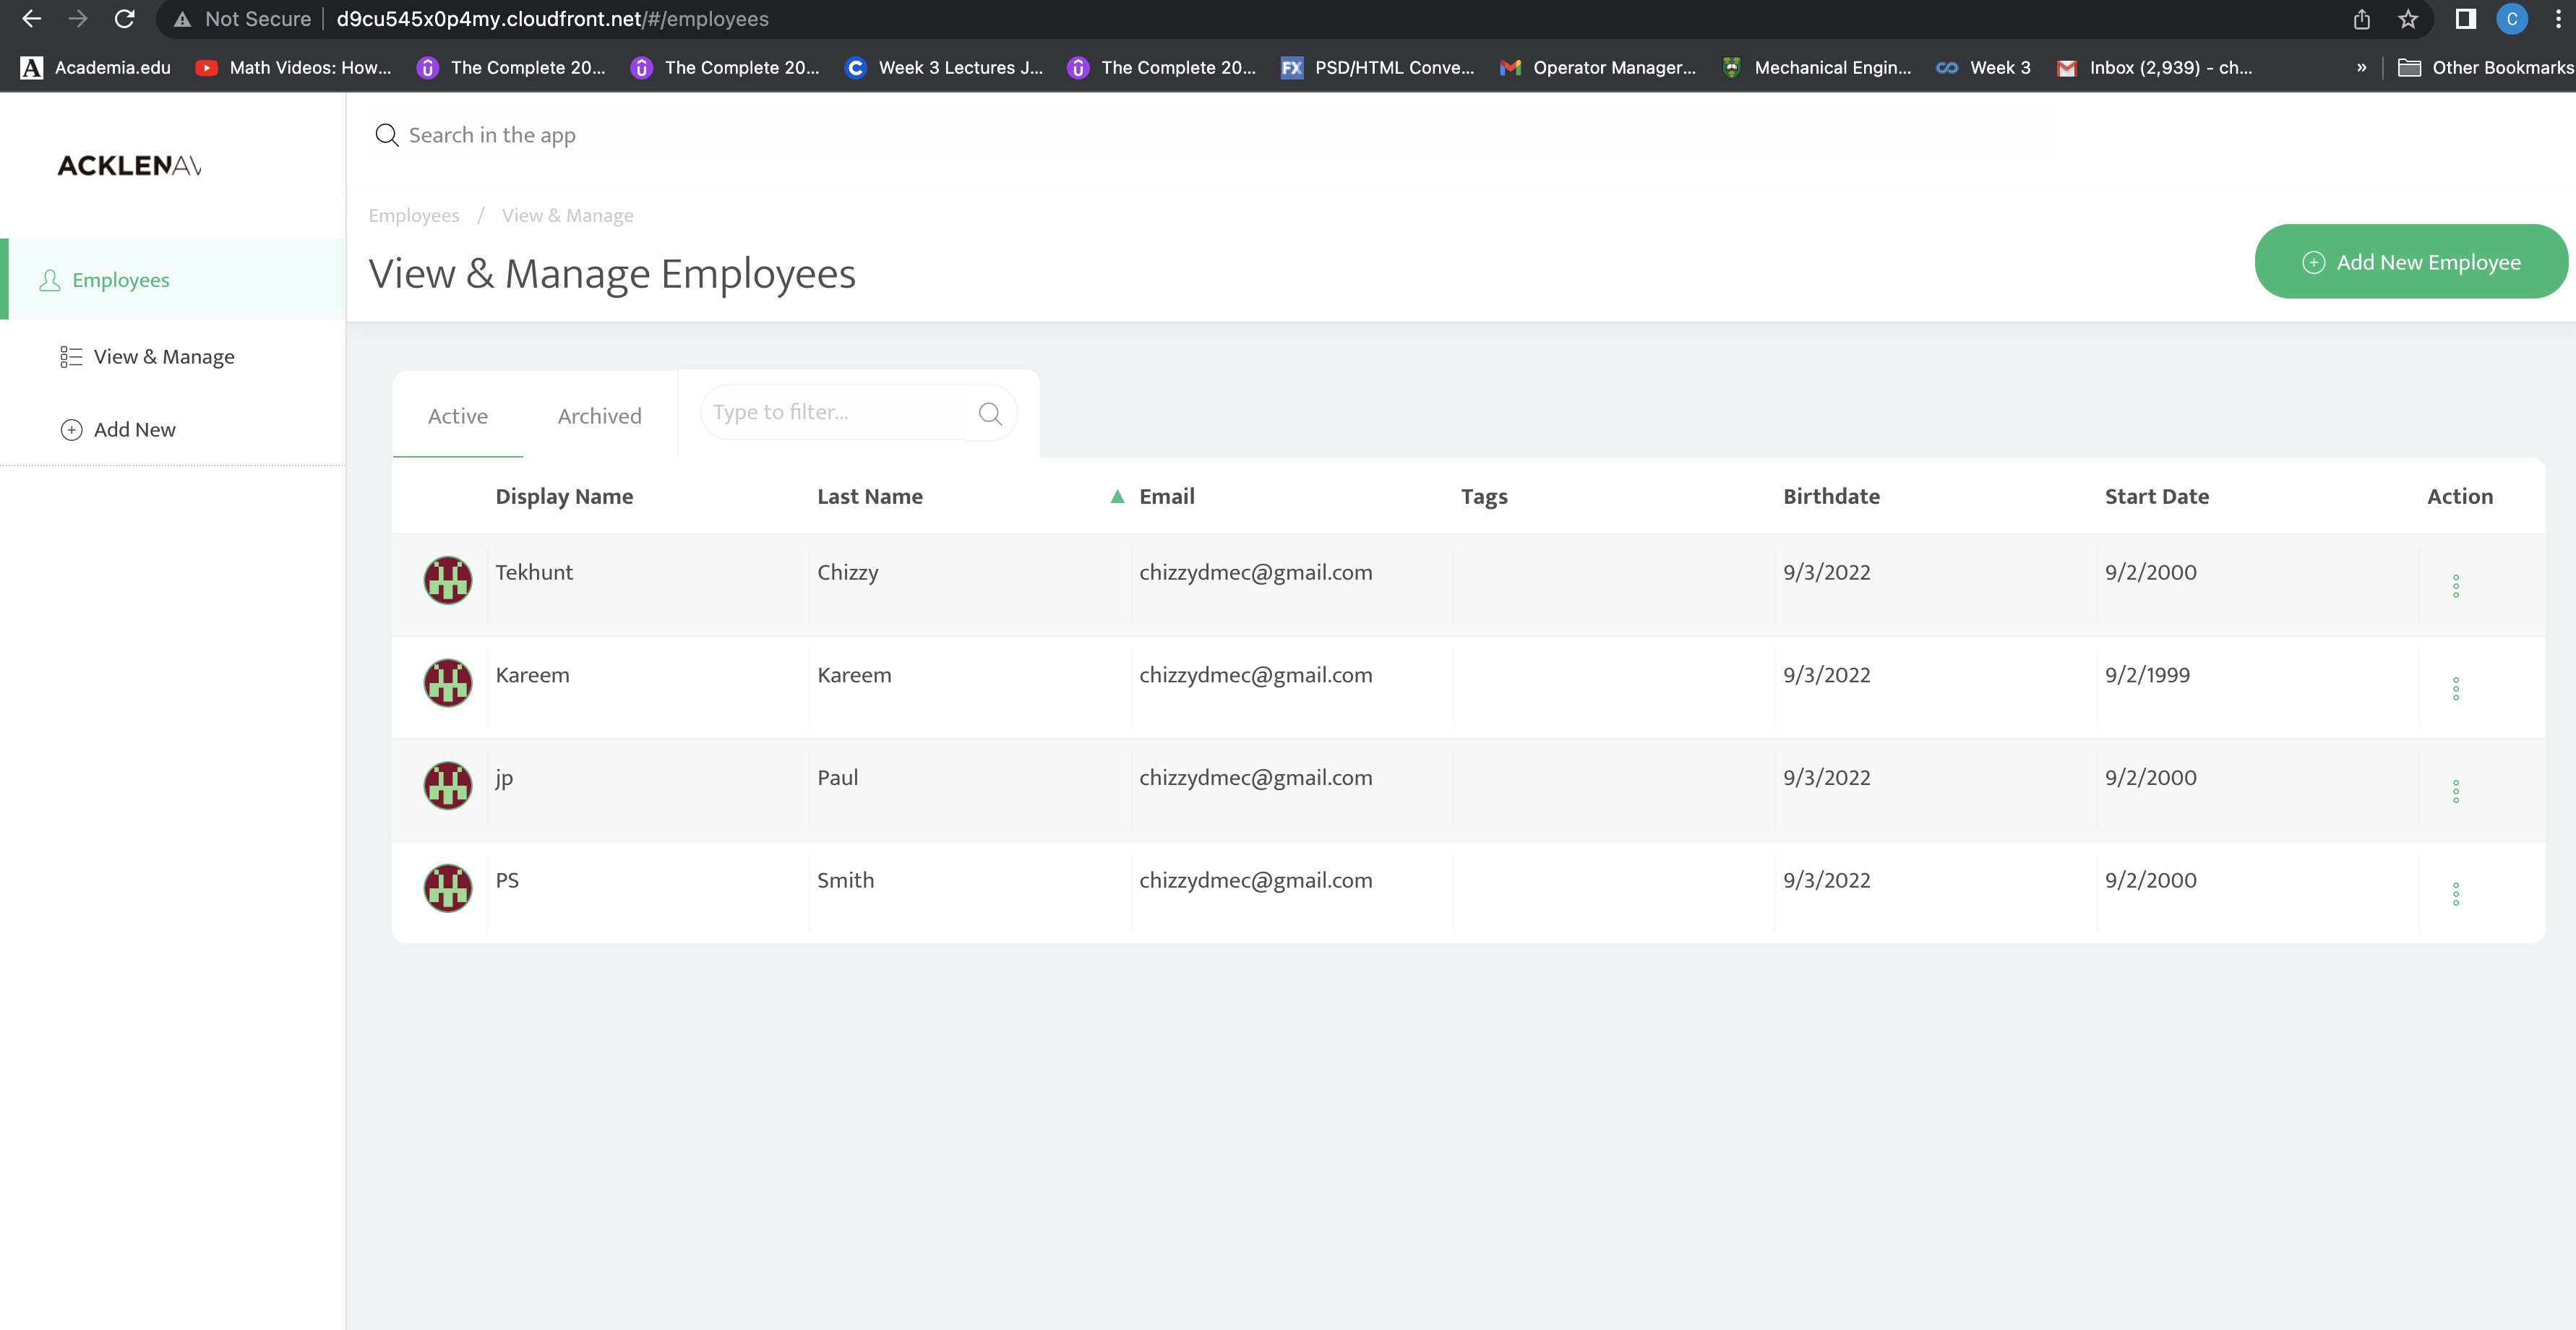 Not Secure | d9cu545x0p4my.cloudfront.net/#/employees C
Academia.edu Math Videos: How... The Complete 20... The Complete 20... Week 3 Lectures J... The Complete 20... FX PSD/HTML Conve... Operator Manager... Mechanical Engin... Week 3 Inbox (2,939) - ch... » Other Bookmarks
Search in the app
ACKLENAV
Employees / View & Manage
View & Manage Employees
Add New Employee
Employees
View & Manage
Add New
Active Archived Type to filter...
Display Name Last Name ▲ Email Tags Birthdate Start Date Action
Tekhunt Chizzy chizzydmec@gmail.com 9/3/2022 9/2/2000
Kareem Kareem chizzydmec@gmail.com 9/3/2022 9/2/1999
jp Paul chizzydmec@gmail.com 9/3/2022 9/2/2000
PS Smith chizzydmec@gmail.com 9/3/2022 9/2/2000